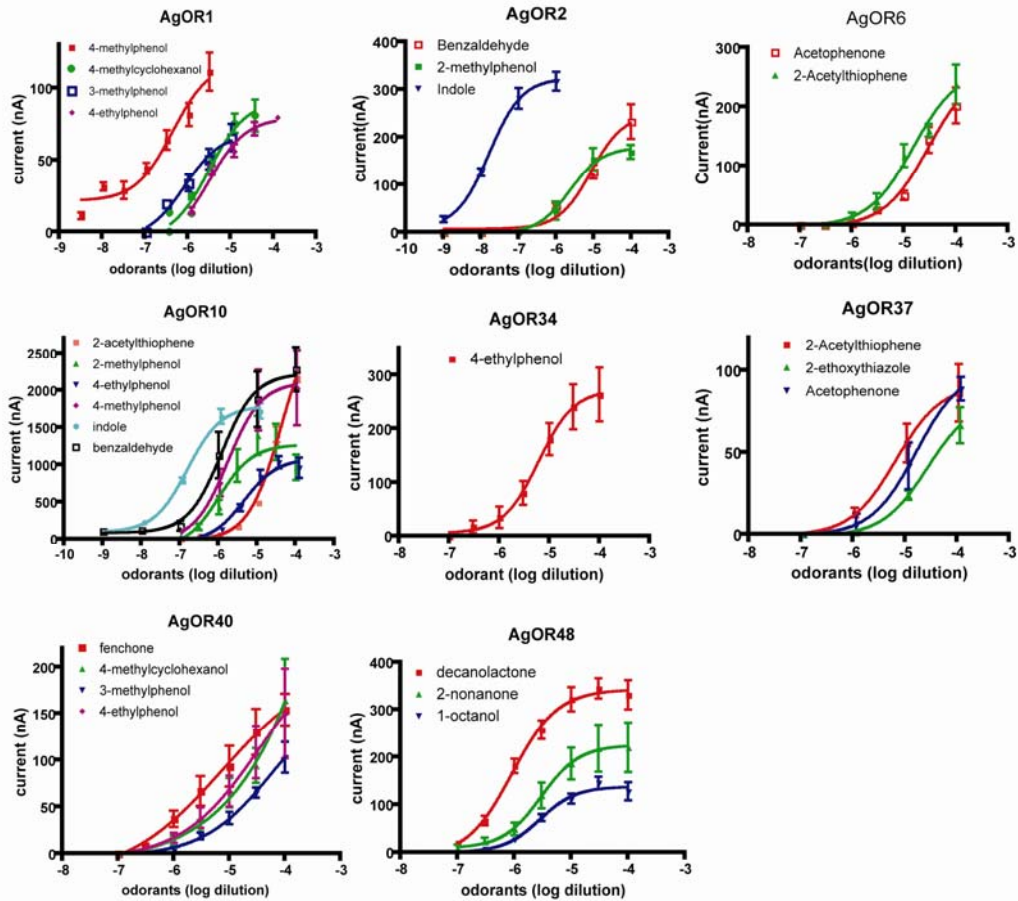 AgOR1
4-methylphenol
4-methylcyclohexanol
3-methylphenol
4-ethylphenol
current (nA)
100
50
0
-9 -8 -7 -6 -5 -4 -3
odorants (log dilution)
AgOR2
Benzaldehyde
2-methylphenol
Indole
current(nA)
400
300
200
100
0
-10 -9 -8 -7 -6 -5 -4 -3
odorants (log dilution)
AgOR6
Acetophenone
2-Acetylthiophene
Current(nA)
300
200
100
0
-8 -7 -6 -5 -4 -3
odorants(log dilution)
AgOR10
2-acetylthiophene
2-methylphenol
4-ethylphenol
4-methylphenol
indole
benzaldehyde
current (nA)
2500
2000
1500
1000
500
0
-10 -9 -8 -7 -6 -5 -4 -3
odorants (log dilution)
AgOR34
4-ethylphenol
current (nA)
300
200
100
0
-8 -7 -6 -5 -4 -3
odorant (log dilution)
AgOR37
2-Acetylthiophene
2-ethoxythiazole
Acetophenone
current (nA)
100
50
0
-8 -7 -6 -5 -4 -3
odorants (log dilution)
AgOR40
fenchone
4-methylcyclohexanol
3-methylphenol
4-ethylphenol
current (nA)
200
150
100
50
0
-8 -7 -6 -5 -4 -3
odorants (log dilution)
AgOR48
decanolactone
2-nonanone
1-octanol
current (nA)
400
300
200
100
0
-8 -7 -6 -5 -4 -3
odorants (log dilution)